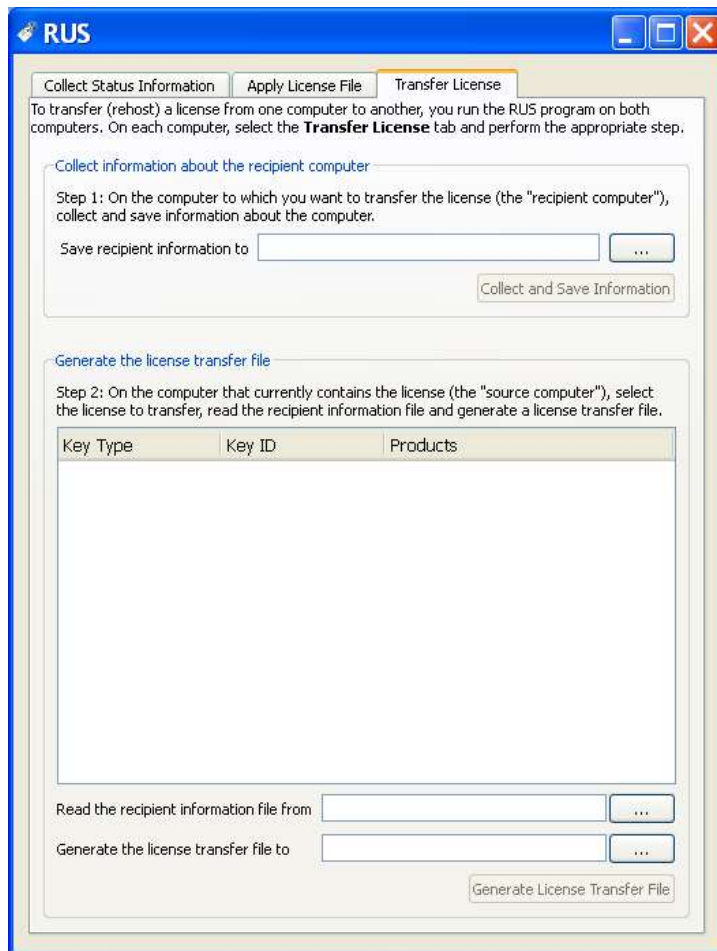 RUS
Collect Status Information Apply License File Transfer License
To transfer (rehost) a license from one computer to another, you run the RUS program on both
computers. On each computer, select the Transfer License tab and perform the appropriate step.
Collect information about the recipient computer
Step 1: On the computer to which you want to transfer the license (the "recipient computer"),
collect and save information about the computer.
Save recipient information to ...
Collect and Save Information
Generate the license transfer file
Step 2: On the computer that currently contains the license (the "source computer"), select
the license to transfer, read the recipient information file and generate a license transfer file.
Key Type Key ID Products
Read the recipient information file from ...
Generate the license transfer file to ...
Generate License Transfer File